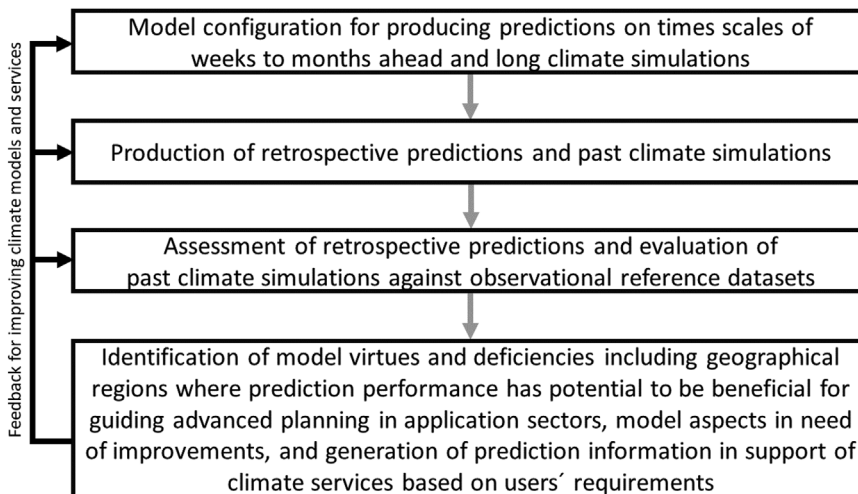 Model configuration for producing predictions on times scales of
weeks to months ahead and long climate simulations
Production of retrospective predictions and past climate simulations
Assessment of retrospective predictions and evaluation of
past climate simulations against observational reference datasets
Identification of model virtues and deficiencies including geographical
regions where prediction performance has potential to be beneficial for
guiding advanced planning in application sectors, model aspects in need
of improvements, and generation of prediction information in support of
climate services based on users´ requirements
Feedback for improving climate models and services